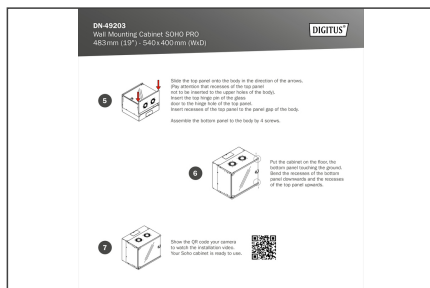 DN-49203
Wall Mounting Cabinet SOHO PRO
483 mm (19") - 540 x 400 mm (WxD)
DIGITUS®
5
Slide the top panel onto the body in the direction of the arrows.
(Pay attention that recesses of the top panel
not to be inserted to the upper holes of the body).
Insert the top hinge pin of the glass
door to the hinge hole of the top panel.
Insert recesses of the top panel to the panel gap of the body.
Assemble the bottom panel to the body by 4 screws.
6
Put the cabinet on the floor, the
bottom panel touching the ground.
Bend the recesses of the bottom
panel downwards and the recesses
of the top panel upwards.
7
Show the QR code your camera
to watch the installation video.
Your Soho cabinet is ready to use.